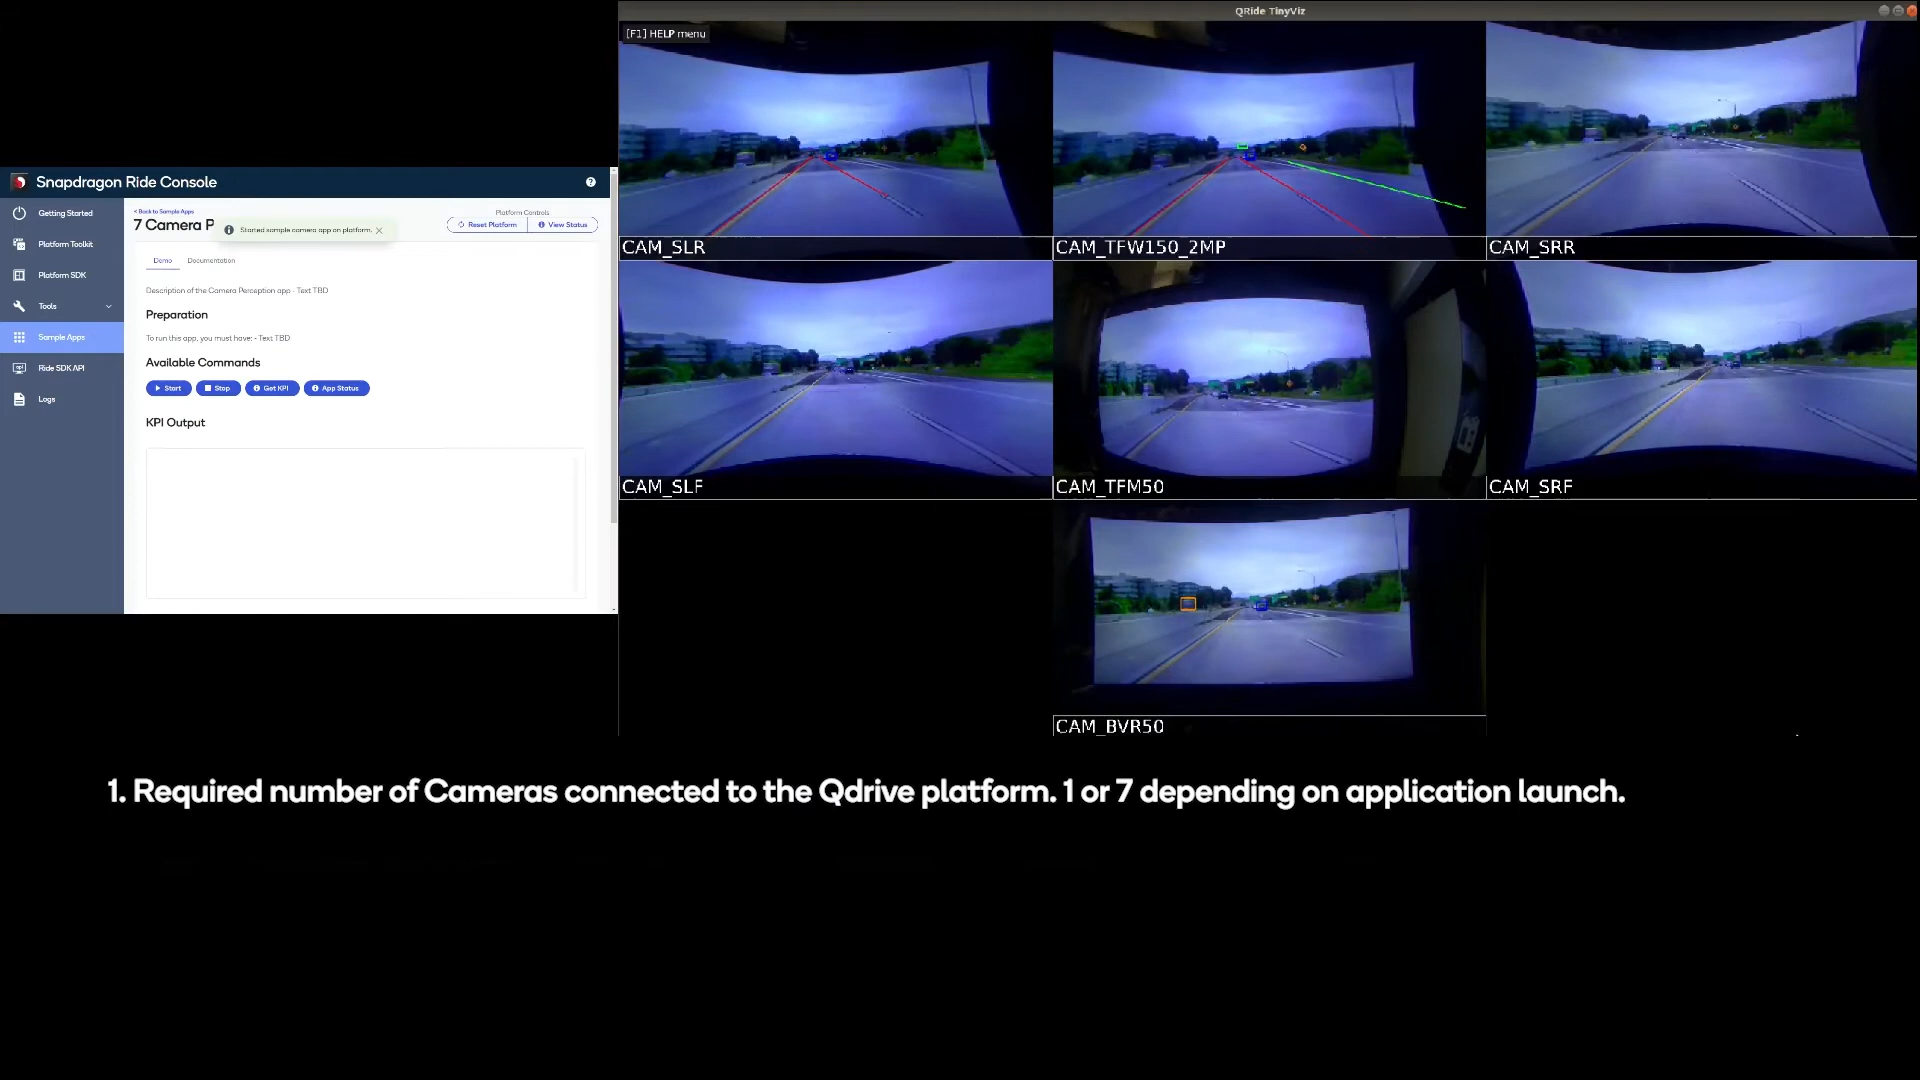 QRide TinyViz
[F1] HELP menu
CAM_SLR
CAM_TFW150_2MP
CAM_SRR
CAM_SLF
CAM_TFM50
CAM_SRF
CAM_BVR50
Snapdragon Ride Console
Getting Started
Platform Toolkit
Platform SDK
Tools
Sample Apps
Ride SDK API
Logs
< Back to Sample Apps
7 Camera P
Started sample camera app on platform.
Platform Controls
Reset Platform
View Status
Demo
Documentation
Description of the Camera Perception app - Text TBD
Preparation
To run this app, you must have: - Text TBD
Available Commands
Start
Stop
Get KPI
App Status
KPI Output
1. Required number of Cameras connected to the Qdrive platform. 1 or 7 depending on application launch.